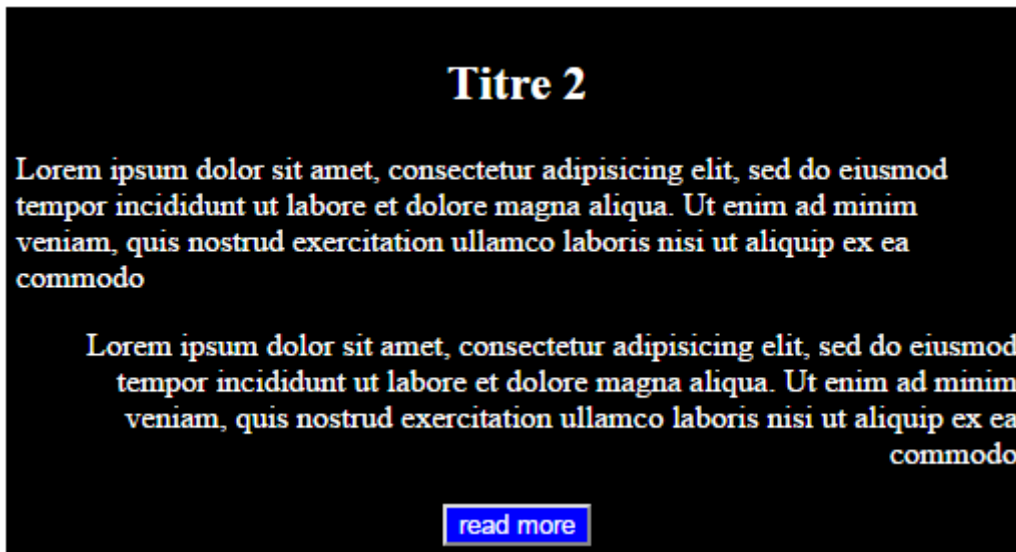 Titre 2
Lorem ipsum dolor sit amet, consectetur adipisicing elit, sed do eiusmod
tempor incididunt ut labore et dolore magna aliqua. Ut enim ad minim
veniam, quis nostrud exercitation ullamco laboris nisi ut aliquip ex ea
commodo
Lorem ipsum dolor sit amet, consectetur adipisicing elit, sed do eiusmod
tempor incididunt ut labore et dolore magna aliqua. Ut enim ad minim
veniam, quis nostrud exercitation ullamco laboris nisi ut aliquip ex ea
commodo
read more